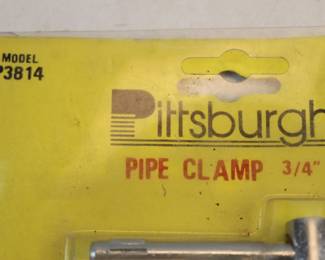 MODEL
P3814
Pittsburgh
PIPE CLAMP 3/4"